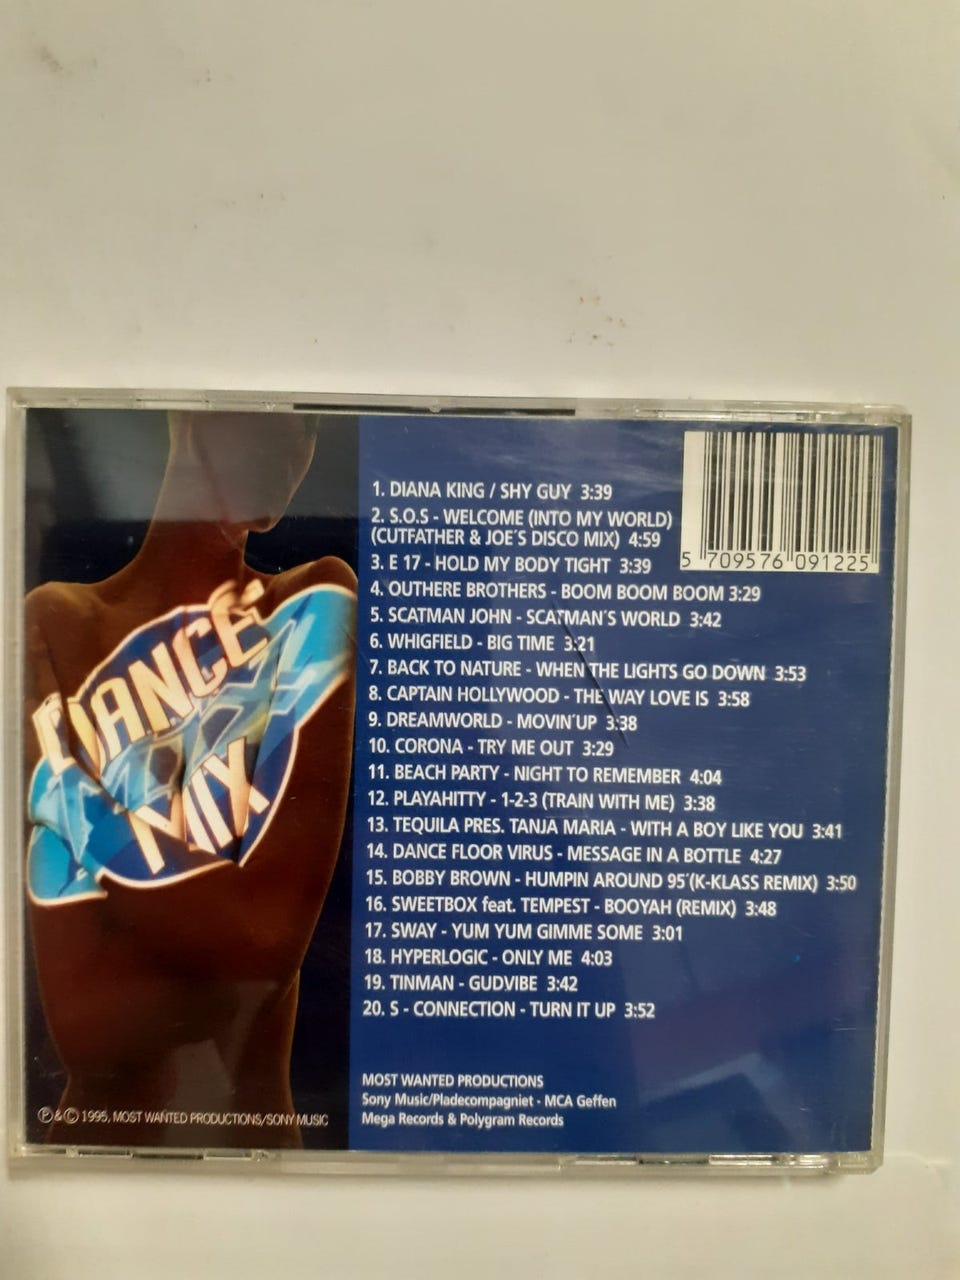 DANCE
MIX
1. DIANA KING / SHY GUY 3:39
2. S.O.S - WELCOME (INTO MY WORLD)
(CUTFATHER & JOE´S DISCO MIX) 4:59
3. E 17 - HOLD MY BODY TIGHT 3:39
4. OUTHERE BROTHERS - BOOM BOOM BOOM 3:29
5. SCATMAN JOHN - SCATMAN´S WORLD 3:42
6. WHIGFIELD - BIG TIME 3:21
7. BACK TO NATURE - WHEN THE LIGHTS GO DOWN 3:53
8. CAPTAIN HOLLYWOOD - THE WAY LOVE IS 3:58
9. DREAMWORLD - MOVIN´UP 3:38
10. CORONA - TRY ME OUT 3:29
11. BEACH PARTY - NIGHT TO REMEMBER 4:04
12. PLAYAHITTY - 1-2-3 (TRAIN WITH ME) 3:38
13. TEQUILA PRES. TANJA MARIA - WITH A BOY LIKE YOU 3:41
14. DANCE FLOOR VIRUS - MESSAGE IN A BOTTLE 4:27
15. BOBBY BROWN - HUMPIN AROUND 95´(K-KLASS REMIX) 3:50
16. SWEETBOX feat. TEMPEST - BOOYAH (REMIX) 3:48
17. SWAY - YUM YUM GIMME SOME 3:01
18. HYPERLOGIC - ONLY ME 4:03
19. TINMAN - GUDVIBE 3:42
20. S - CONNECTION - TURN IT UP 3:52
5 709576 091225
MOST WANTED PRODUCTIONS
Sony Music/Pladecompagniet - MCA Geffen
Mega Records & Polygram Records
Ⓟ & © 1995, MOST WANTED PRODUCTIONS/SONY MUSIC